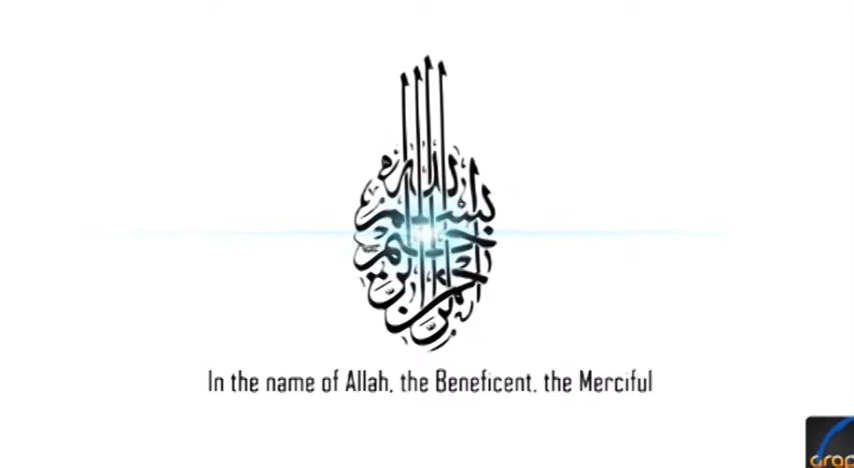 بسم الله الرحمن الرحيم
In the name of Allah, the Beneficent, the Merciful